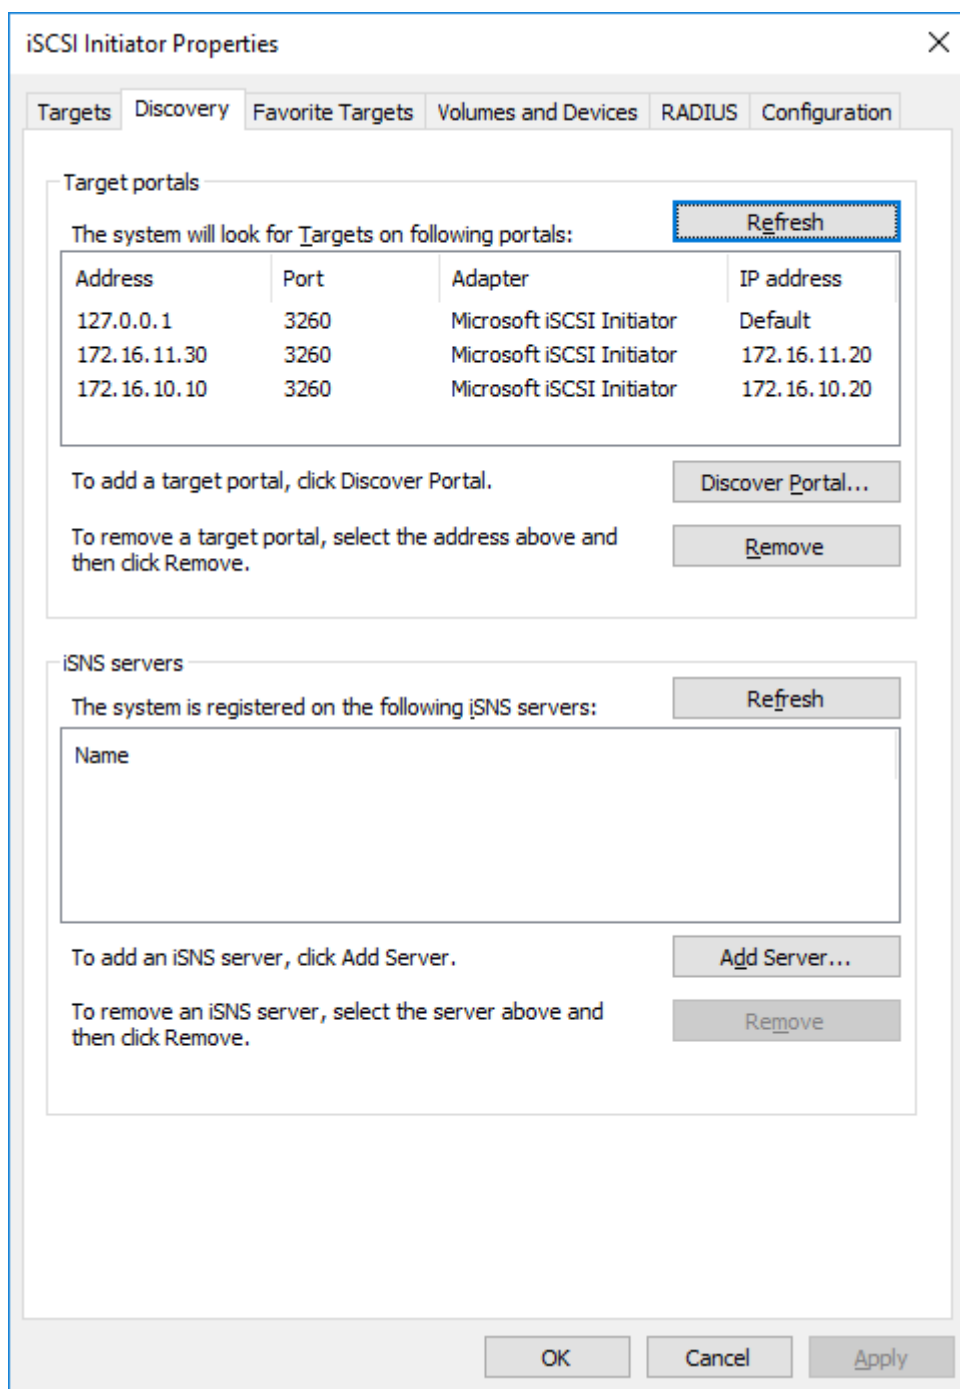 iSCSI Initiator Properties
Targets Discovery Favorite Targets Volumes and Devices RADIUS Configuration
Target portals
The system will look for Targets on following portals: Refresh
Address Port Adapter IP address
127.0.0.1 3260 Microsoft iSCSI Initiator Default
172.16.11.30 3260 Microsoft iSCSI Initiator 172.16.11.20
172.16.10.10 3260 Microsoft iSCSI Initiator 172.16.10.20
To add a target portal, click Discover Portal. Discover Portal...
To remove a target portal, select the address above and
then click Remove. Remove
iSNS servers
The system is registered on the following iSNS servers: Refresh
Name
To add an iSNS server, click Add Server. Add Server...
To remove an iSNS server, select the server above and
then click Remove. Remove
OK Cancel Apply